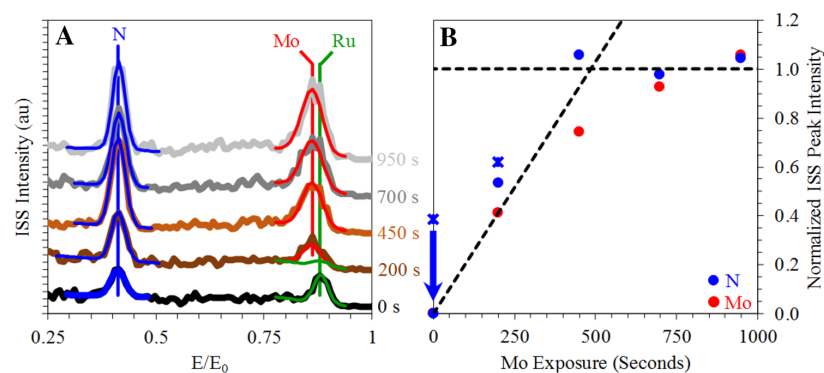 A
N
Mo
Ru
950 s
700 s
450 s
200 s
0 s
ISS Intensity (au)
0.25
0.5
0.75
1
E/E0
B
1.2
1.0
0.8
0.6
0.4
0.2
0.0
N
Mo
Normalized ISS Peak Intensity
0
250
500
750
1000
Mo Exposure (Seconds)